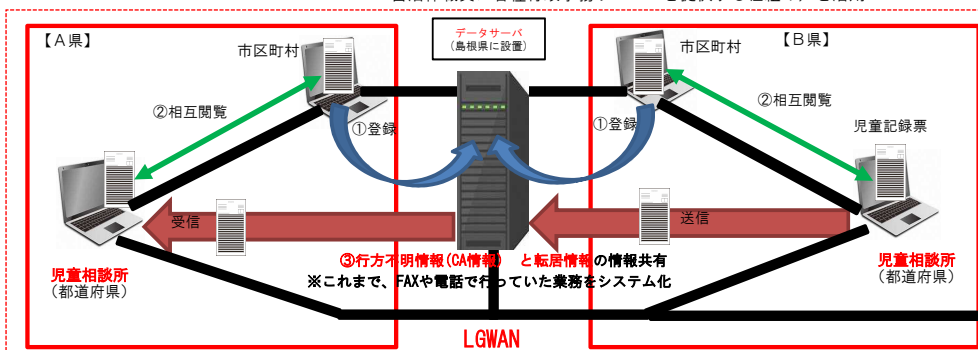 【A県】
市区町村
データサーバ
(島根県に設置)
市区町村
【B県】
②相互閲覧
①登録
①登録
②相互閲覧
児童記録票
受信
送信
児童相談所
(都道府県)
③行方不明情報(CA情報) と転居情報の情報共有
※これまで、FAXや電話で行っていた業務をシステム化
児童相談所
(都道府県)
LGWAN